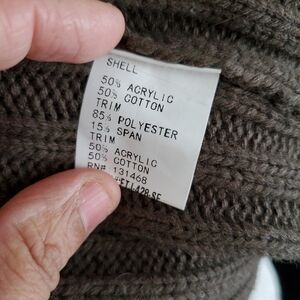 SHELL
50% ACRYLIC
50% COTTON
TRIM
85% POLYESTER
15% SPAN
TRIM
50% ACRYLIC
50% COTTON
RN# 131468